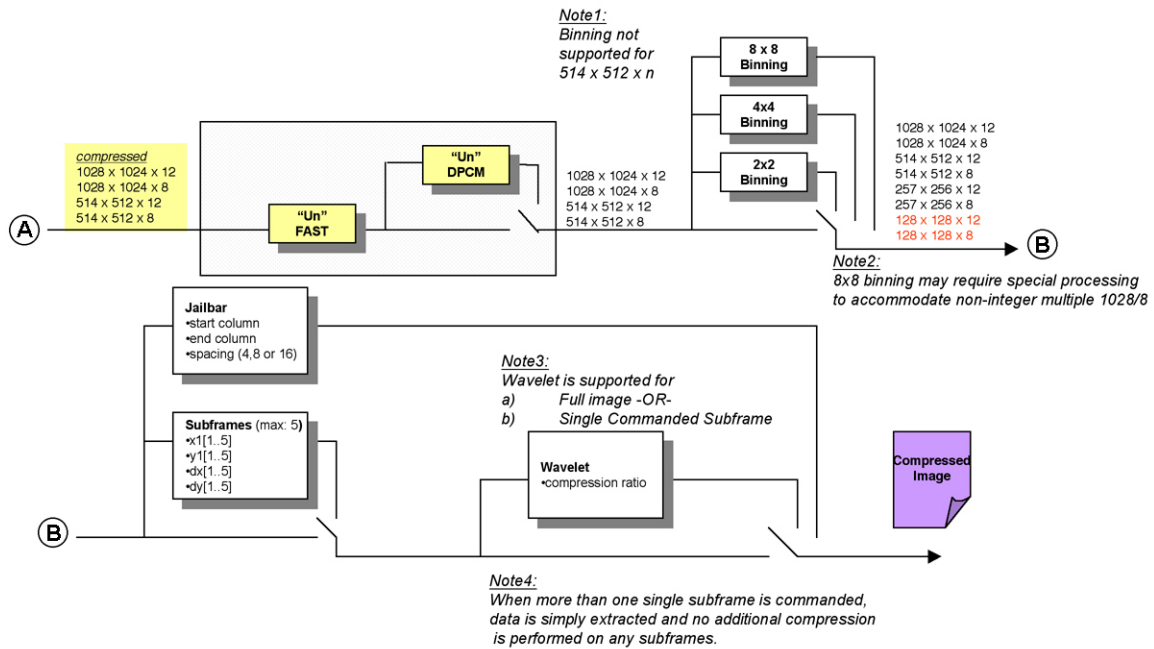 Note1:
Binning not
supported for
514 x 512 x n
8 x 8
Binning
4x4
Binning
2x2
Binning
compressed
1028 x 1024 x 12
1028 x 1024 x 8
514 x 512 x 12
514 x 512 x 8
A
"Un"
FAST
"Un"
DPCM
1028 x 1024 x 12
1028 x 1024 x 8
514 x 512 x 12
514 x 512 x 8
1028 x 1024 x 12
1028 x 1024 x 8
514 x 512 x 12
514 x 512 x 8
257 x 256 x 12
257 x 256 x 8
128 x 128 x 12
128 x 128 x 8
B
Note2:
8x8 binning may require special processing
to accommodate non-integer multiple 1028/8
Jailbar
•start column
•end column
•spacing (4,8 or 16)
Subframes (max: 5)
•x1[1..5]
•y1[1..5]
•dx[1..5]
•dy[1..5]
B
Note3:
Wavelet is supported for
a) Full image -OR-
b) Single Commanded Subframe
Wavelet
•compression ratio
Compressed
Image
Note4:
When more than one single subframe is commanded,
data is simply extracted and no additional compression
is performed on any subframes.